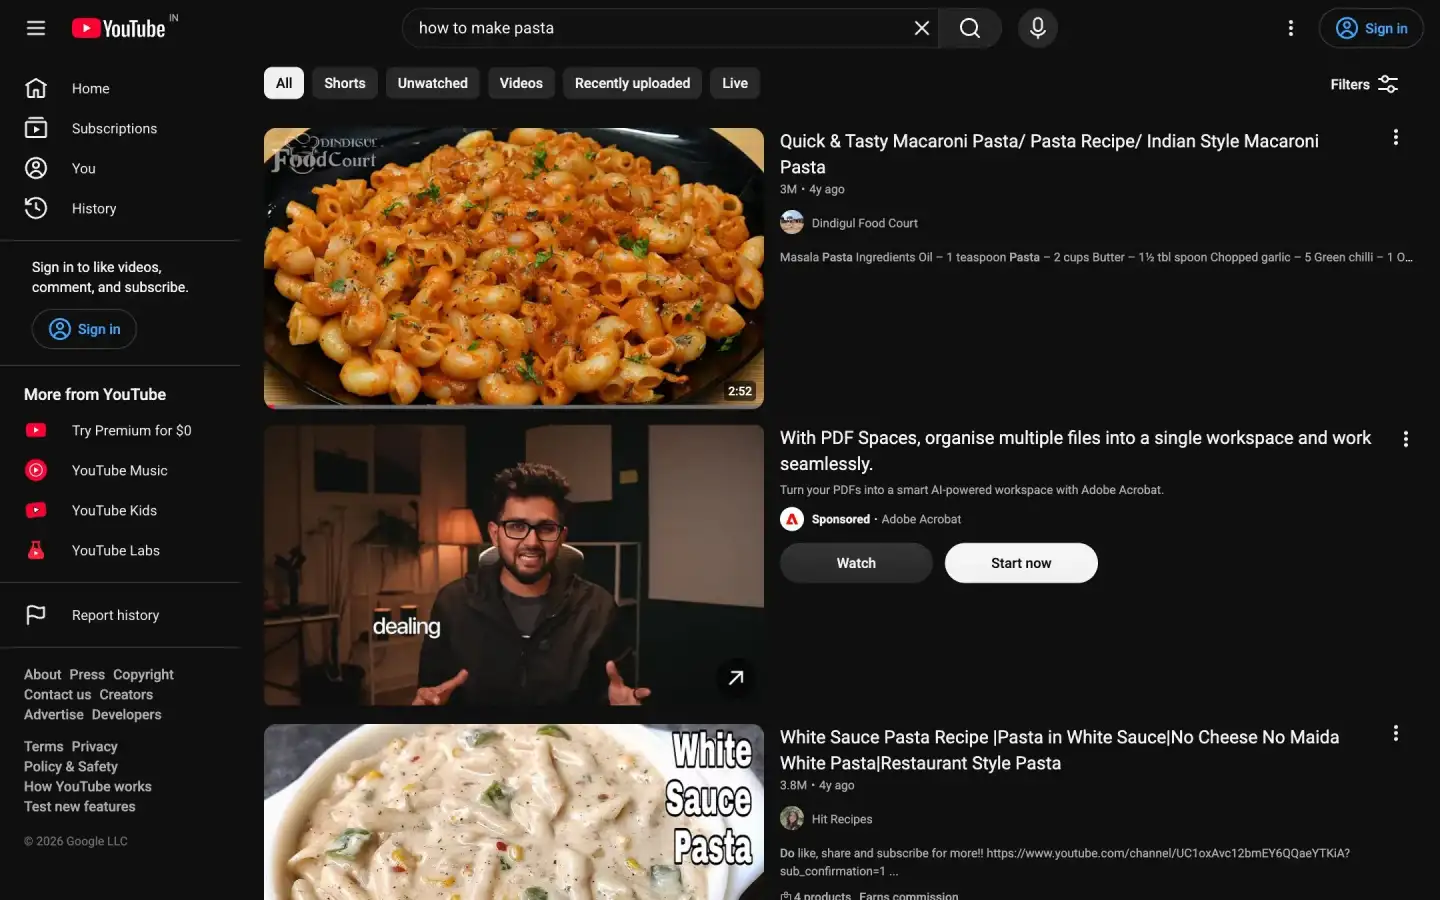 YouTube IN
how to make pasta
Sign in
Home
Subscriptions
You
History
Sign in to like videos,
comment, and subscribe.
Sign in
More from YouTube
Try Premium for $0
YouTube Music
YouTube Kids
YouTube Labs
Report history
About Press Copyright
Contact us Creators
Advertise Developers
Terms Privacy
Policy & Safety
How YouTube works
Test new features
© 2026 Google LLC
All Shorts Unwatched Videos Recently uploaded Live
Filters
DINDIGUL
FoodCourt
2:52
Quick & Tasty Macaroni Pasta/ Pasta Recipe/ Indian Style Macaroni
Pasta
3M • 4y ago
Dindigul Food Court
Masala Pasta Ingredients Oil – 1 teaspoon Pasta – 2 cups Butter – 1½ tbl spoon Chopped garlic – 5 Green chilli – 1 O...
dealing
With PDF Spaces, organise multiple files into a single workspace and work
seamlessly.
Turn your PDFs into a smart AI-powered workspace with Adobe Acrobat.
Sponsored · Adobe Acrobat
Watch Start now
White
Sauce
Pasta
White Sauce Pasta Recipe |Pasta in White Sauce|No Cheese No Maida
White Pasta|Restaurant Style Pasta
3.8M • 4y ago
Hit Recipes
Do like, share and subscribe for more!! https://www.youtube.com/channel/UC1oxAvc12bmEY6QQaeYTKiA?
sub_confirmation=1 ...
4 products Earns commission